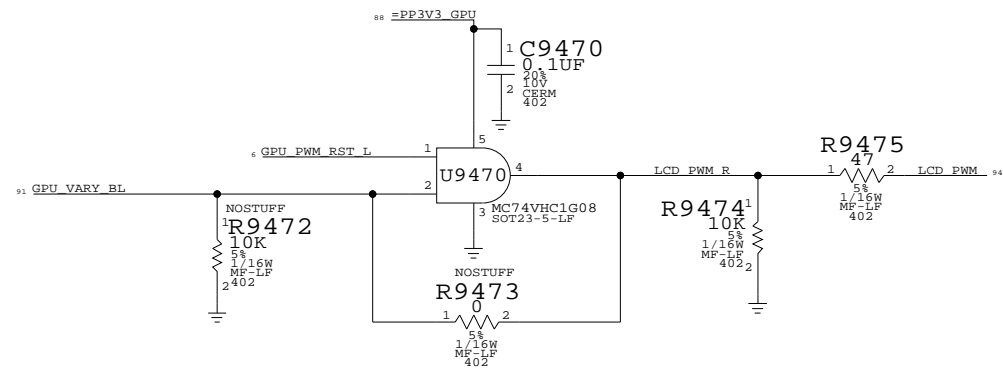 88 =PP3V3_GPU
1 C9470
0.1UF
20%
10V
2 CERM
402
5
6 GPU_PWM_RST_L 1
U9470 4
91 GPU_VARY_BL 2
3 MC74VHC1G08
SOT23-5-LF
LCD_PWM_R
R9475
47
1 2 LCD_PWM 94
5%
1/16W
MF-LF
402
NOSTUFF
1 R9472
10K
5%
1/16W
MF-LF
2 402
R9474 1
10K
5%
1/16W
MF-LF
402 2
NOSTUFF
R9473
0
1 2
5%
1/16W
MF-LF
402